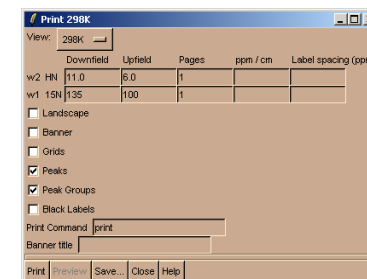 Print 298K
View: 298K
Downfield Upfield Pages ppm / cm Label spacing (ppm
w2 HN 11.0 6.0 1
w1 15N 135 100 1
Landscape
Banner
Grids
Peaks
Peak Groups
Black Labels
Print Command print
Banner title
Print Preview Save... Close Help